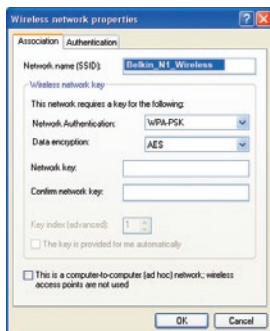 Wireless network properties
Association
Authentication
Network name (SSID):
Belkin_N1_Wireless
Wireless network key
This network requires a key for the following:
Network Authentication:
WPA-PSK
Data encryption:
AES
Network key:
Confirm network key:
Key index (advanced):
1
The key is provided for me automatically
This is a computer-to-computer (ad hoc) network; wireless
access points are not used
OK
Cancel